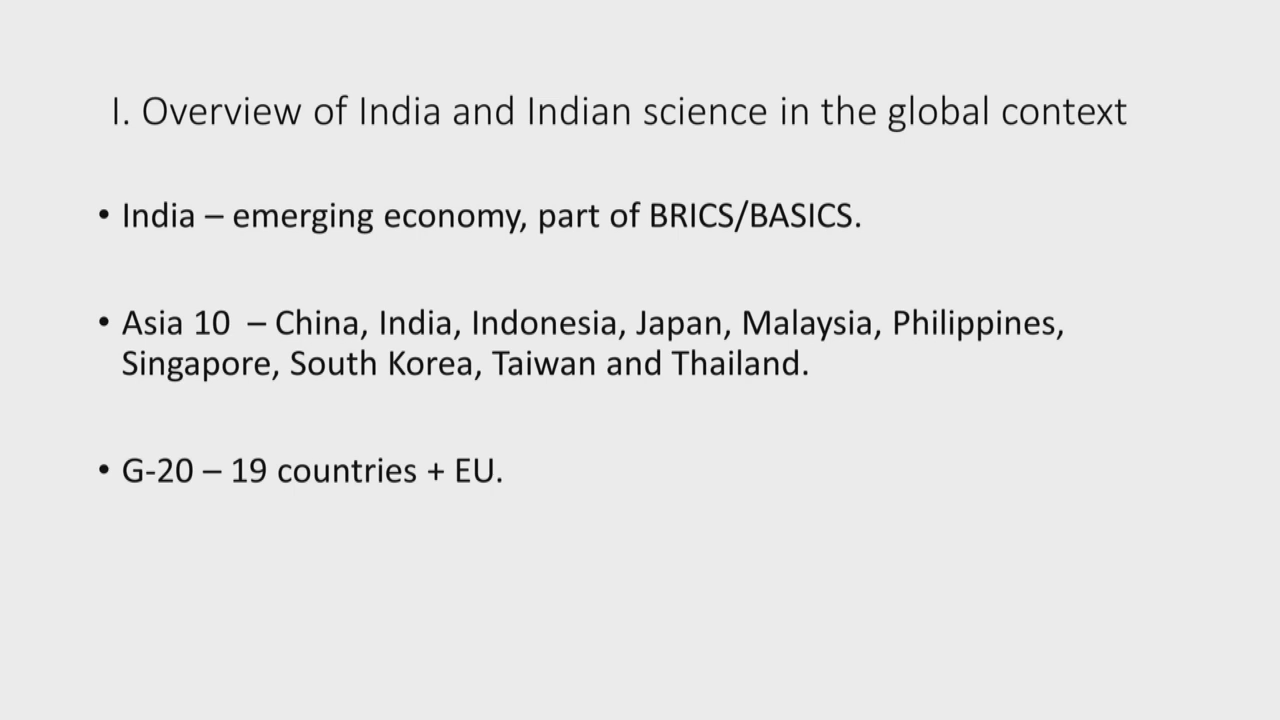 I. Overview of India and Indian science in the global context
• India – emerging economy, part of BRICS/BASICS.
• Asia 10 – China, India, Indonesia, Japan, Malaysia, Philippines,
Singapore, South Korea, Taiwan and Thailand.
• G-20 – 19 countries + EU.